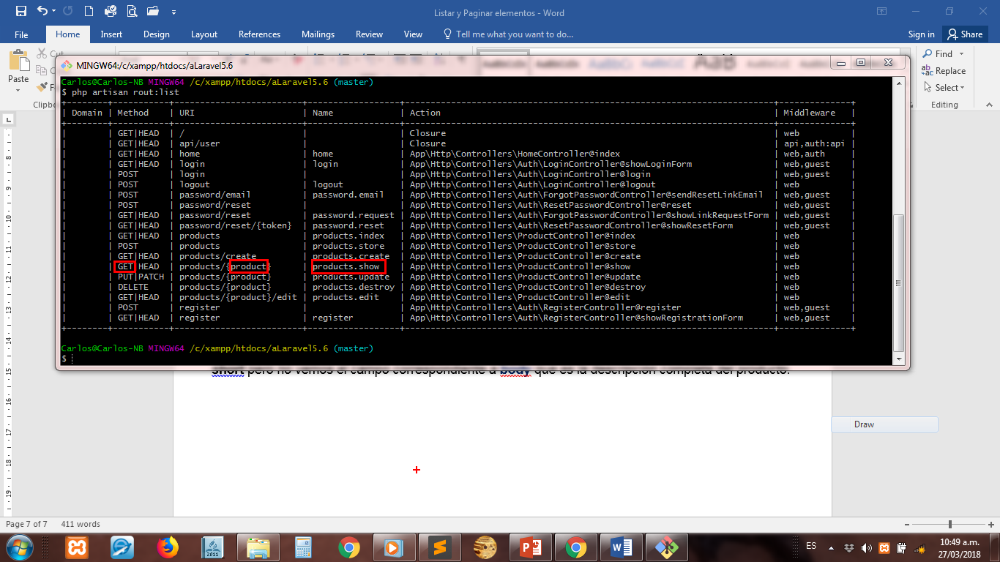 Listar y Paginar elementos - Word
File Home Insert Design Layout References Mailings Review View Tell me what you want to do... Sign in Share
Cut
Paste
Find
Replace
Select
Editing
MINGW64:/c/xampp/htdocs/aLaravel5.6
Carlos@Carlos-NB MINGW64 /c/xampp/htdocs/aLaravel5.6 (master)
$ php artisan rout:list
| Domain | Method | URI | Name | Action | Middleware |
| | GET|HEAD | / | | Closure | web |
| | GET|HEAD | api/user | | Closure | api,auth:api |
| | GET|HEAD | home | home | App\Http\Controllers\HomeController@index | web,auth |
| | GET|HEAD | login | login | App\Http\Controllers\Auth\LoginController@showLoginForm | web,guest |
| | POST | login | | App\Http\Controllers\Auth\LoginController@login | web,guest |
| | POST | logout | logout | App\Http\Controllers\Auth\LoginController@logout | web |
| | POST | password/email | password.email | App\Http\Controllers\Auth\ForgotPasswordController@sendResetLinkEmail | web,guest |
| | POST | password/reset | | App\Http\Controllers\Auth\ResetPasswordController@reset | web,guest |
| | GET|HEAD | password/reset | password.request | App\Http\Controllers\Auth\ForgotPasswordController@showLinkRequestForm | web,guest |
| | GET|HEAD | password/reset/{token} | password.reset | App\Http\Controllers\Auth\ResetPasswordController@showResetForm | web,guest |
| | GET|HEAD | products | products.index | App\Http\Controllers\ProductController@index | web |
| | POST | products | products.store | App\Http\Controllers\ProductController@store | web |
| | GET|HEAD | products/create | products.create | App\Http\Controllers\ProductController@create | web |
| | GET|HEAD | products/{product} | products.show | App\Http\Controllers\ProductController@show | web |
| | PUT|PATCH | products/{product} | products.update | App\Http\Controllers\ProductController@update | web |
| | DELETE | products/{product} | products.destroy | App\Http\Controllers\ProductController@destroy | web |
| | GET|HEAD | products/{product}/edit | products.edit | App\Http\Controllers\ProductController@edit | web |
| | POST | register | | App\Http\Controllers\Auth\RegisterController@register | web,guest |
| | GET|HEAD | register | register | App\Http\Controllers\Auth\RegisterController@showRegistrationForm | web,guest |
Carlos@Carlos-NB MINGW64 /c/xampp/htdocs/aLaravel5.6 (master)
$
short pero no vemos el campo correspondiente a body que es la descripción completa del producto.
Draw
8
9
10
11
12
13
14
15
16
17
18
19
Page 7 of 7 411 words
2011
ES
10:49 a.m.
27/03/2018